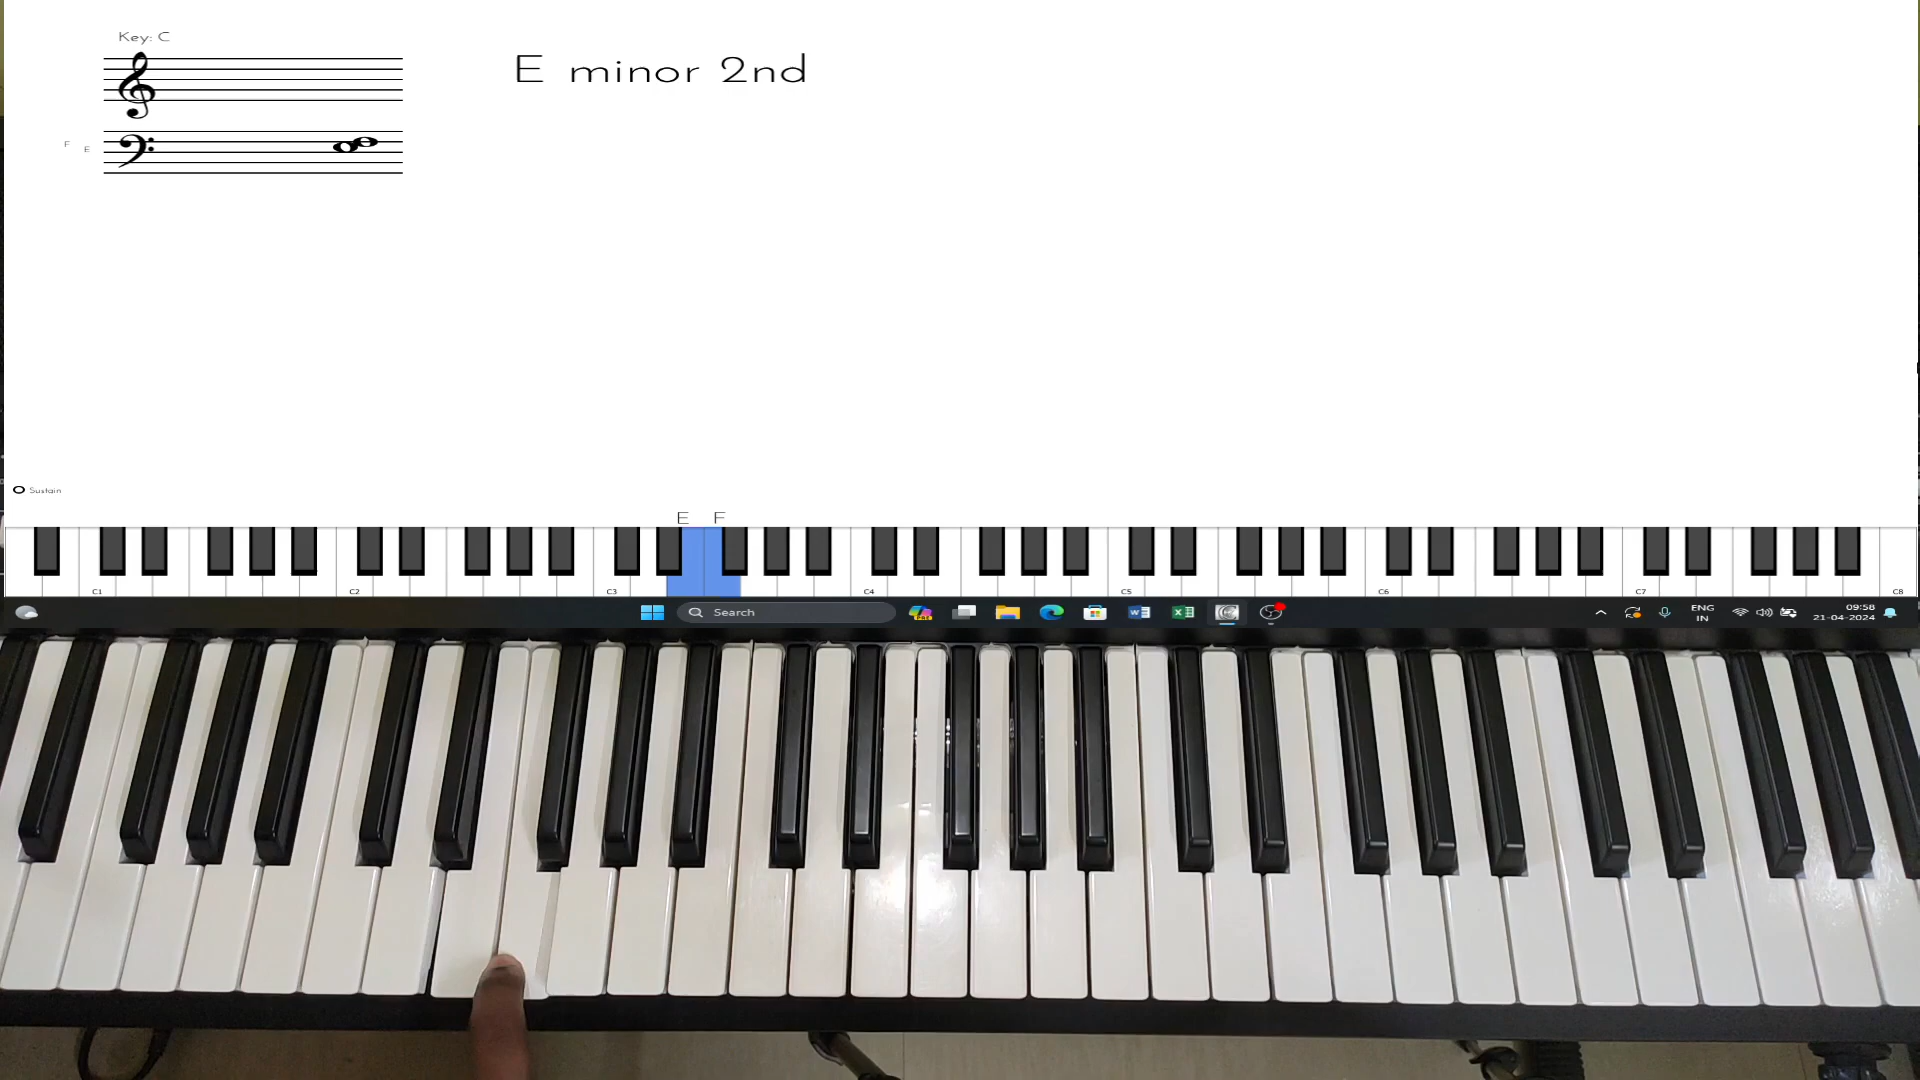 Key: C
E minor 2nd
F E
Sustain
E F
C1 C2 C3 C4 C5 C6 C7 C8
Search
PRE
ENG
IN
09:58
21-04-2024